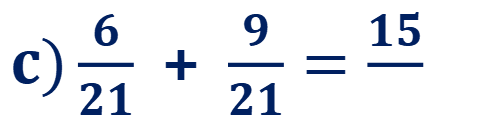 c) 6/21 + 9/21 = 15/